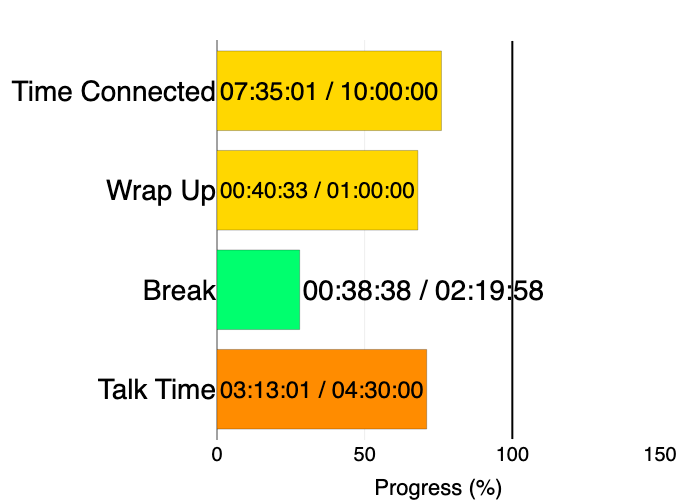 Time Connected 07:35:01 / 10:00:00
Wrap Up 00:40:33 / 01:00:00
Break 00:38:38 / 02:19:58
Talk Time 03:13:01 / 04:30:00
0 50 100 150
Progress (%)